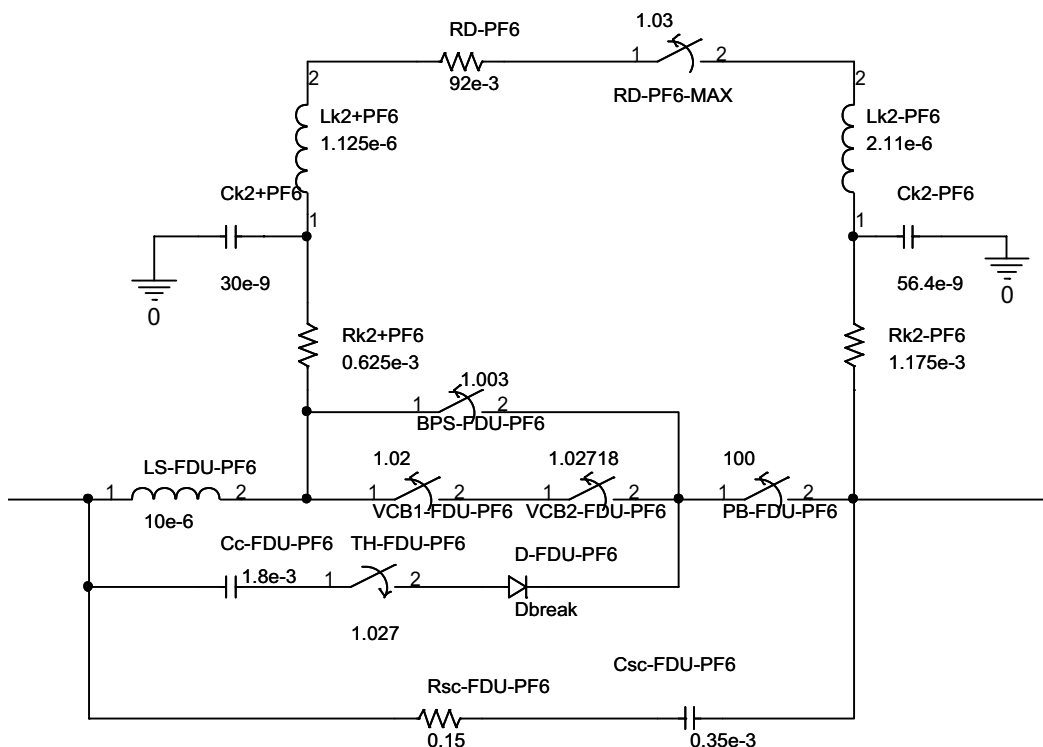 1.03
RD-PF6
1 2
92e-3
RD-PF6-MAX
2 2
Lk2+PF6 Lk2-PF6
1.125e-6 2.11e-6
Ck2+PF6 Ck2-PF6
1 1
30e-9 56.4e-9
0 0
Rk2+PF6 Rk2-PF6
0.625e-3 1.175e-3
1.003
1 2
BPS-FDU-PF6
LS-FDU-PF6 1.02 1.02718 100
1 2 1 2 1 2 1 2
10e-6 VCB1-FDU-PF6 VCB2-FDU-PF6 PB-FDU-PF6
Cc-FDU-PF6 TH-FDU-PF6 D-FDU-PF6
1.8e-3 1 2
Dbreak
1.027
Csc-FDU-PF6
Rsc-FDU-PF6
0.15 0.35e-3